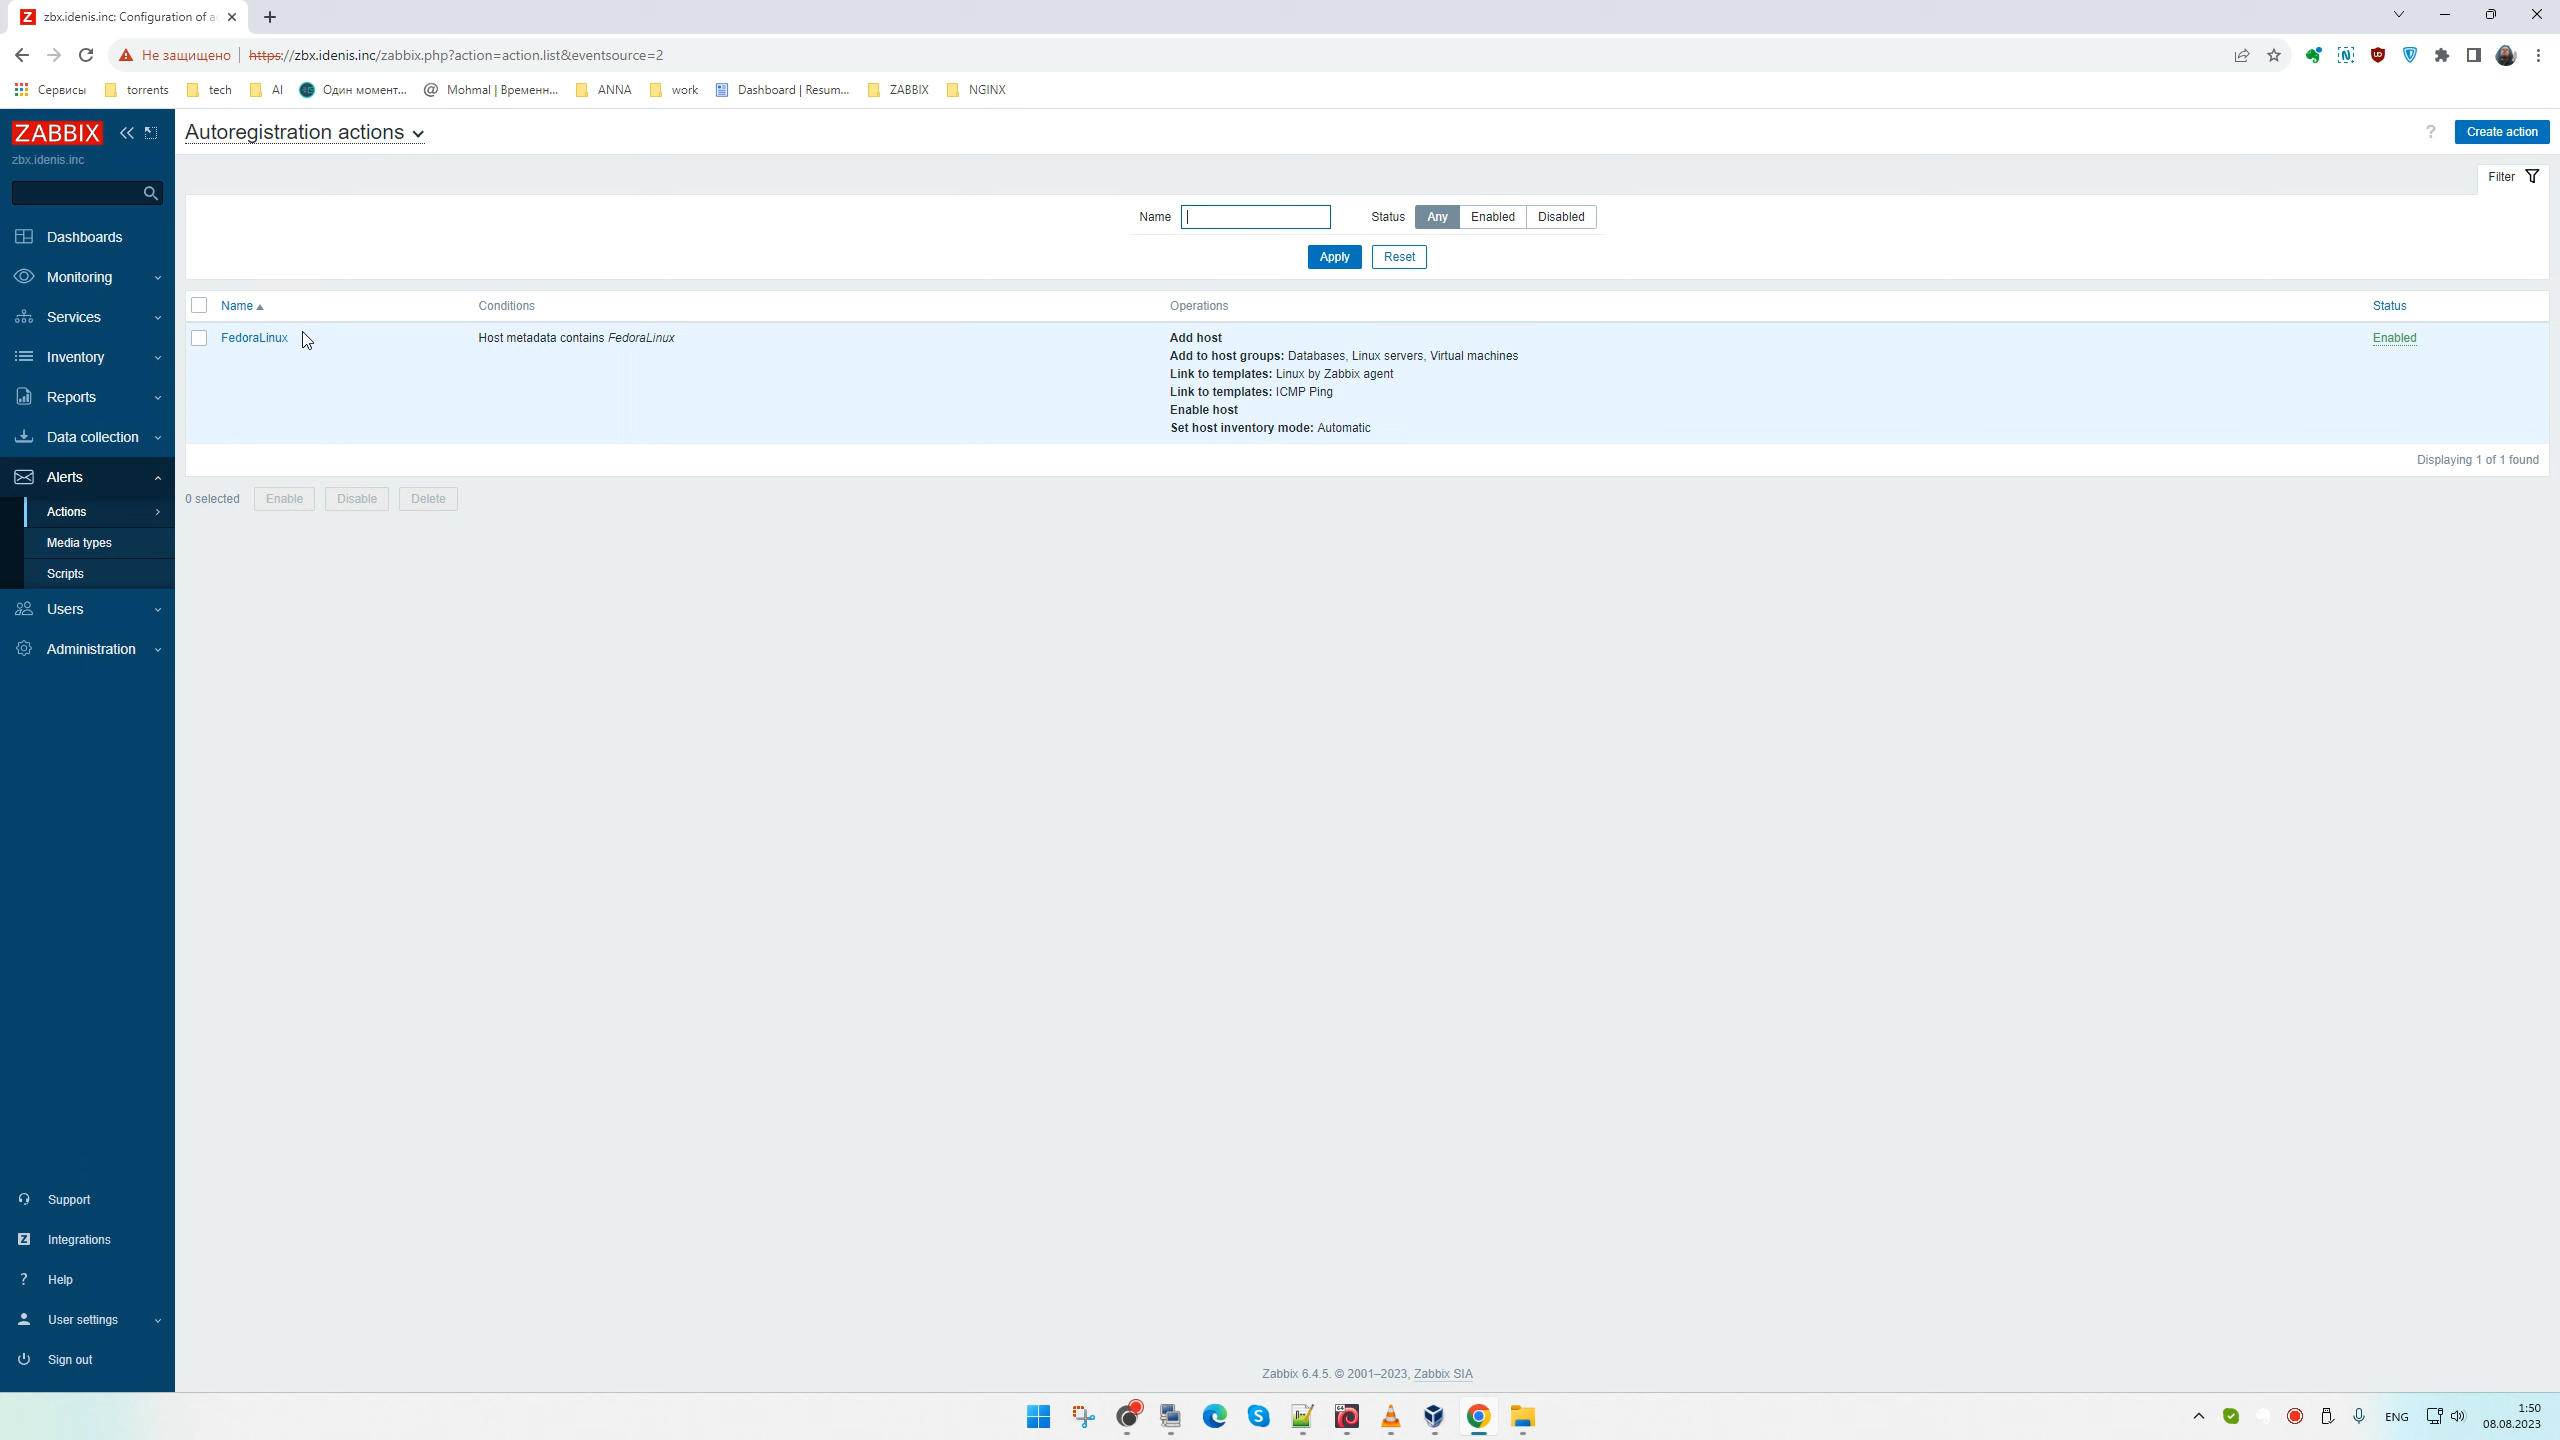 zbx.idenis.inc: Configuration of a
Не защищено https://zbx.idenis.inc/zabbix.php?action=action.list&eventsource=2
Сервисы torrents tech AI Один момент... Mohmal | Временн... ANNA work Dashboard | Resum... ZABBIX NGINX
ZABBIX
zbx.idenis.inc
Autoregistration actions
? Create action
Filter
Name Status Any Enabled Disabled
Apply Reset
Dashboards
Monitoring
Services
Inventory
Reports
Data collection
Alerts
Actions
Media types
Scripts
Users
Administration
Name Conditions Operations Status
FedoraLinux Host metadata contains FedoraLinux Add host Enabled
Add to host groups: Databases, Linux servers, Virtual machines
Link to templates: Linux by Zabbix agent
Link to templates: ICMP Ping
Enable host
Set host inventory mode: Automatic
Displaying 1 of 1 found
0 selected Enable Disable Delete
Support
Integrations
Help
User settings
Sign out
Zabbix 6.4.5. © 2001–2023, Zabbix SIA
ENG
1:50
08.08.2023